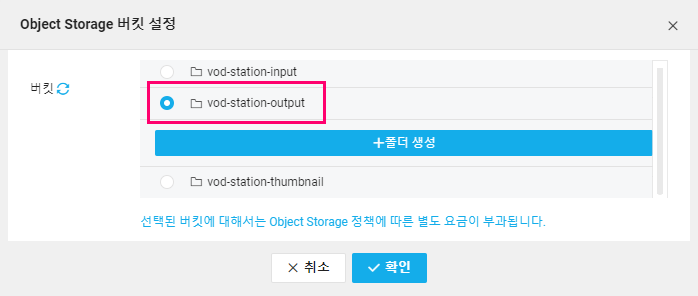 Object Storage 버킷 설정
버킷
vod-station-input
vod-station-output
+폴더 생성
vod-station-thumbnail
선택된 버킷에 대해서는 Object Storage 정책에 따른 별도 요금이 부과됩니다.
취소
확인